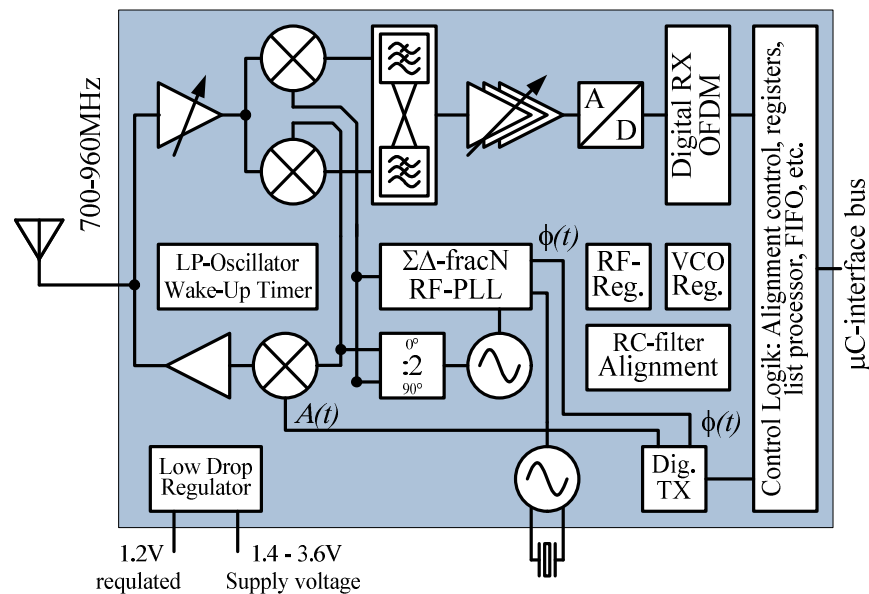 700-960MHz
A
D
Digital RX
OFDM
Control Logik: Alignment control, registers,
list processor, FIFO, etc.
µC-interface bus
LP-Oscillator
Wake-Up Timer
ΣΔ-fracN
RF-PLL
ϕ(t)
RF-
Reg.
VCO
Reg.
RC-filter
Alignment
0°
:2
90°
A(t)
ϕ(t)
Dig.
TX
Low Drop
Regulator
1.2V
requlated
1.4 - 3.6V
Supply voltage